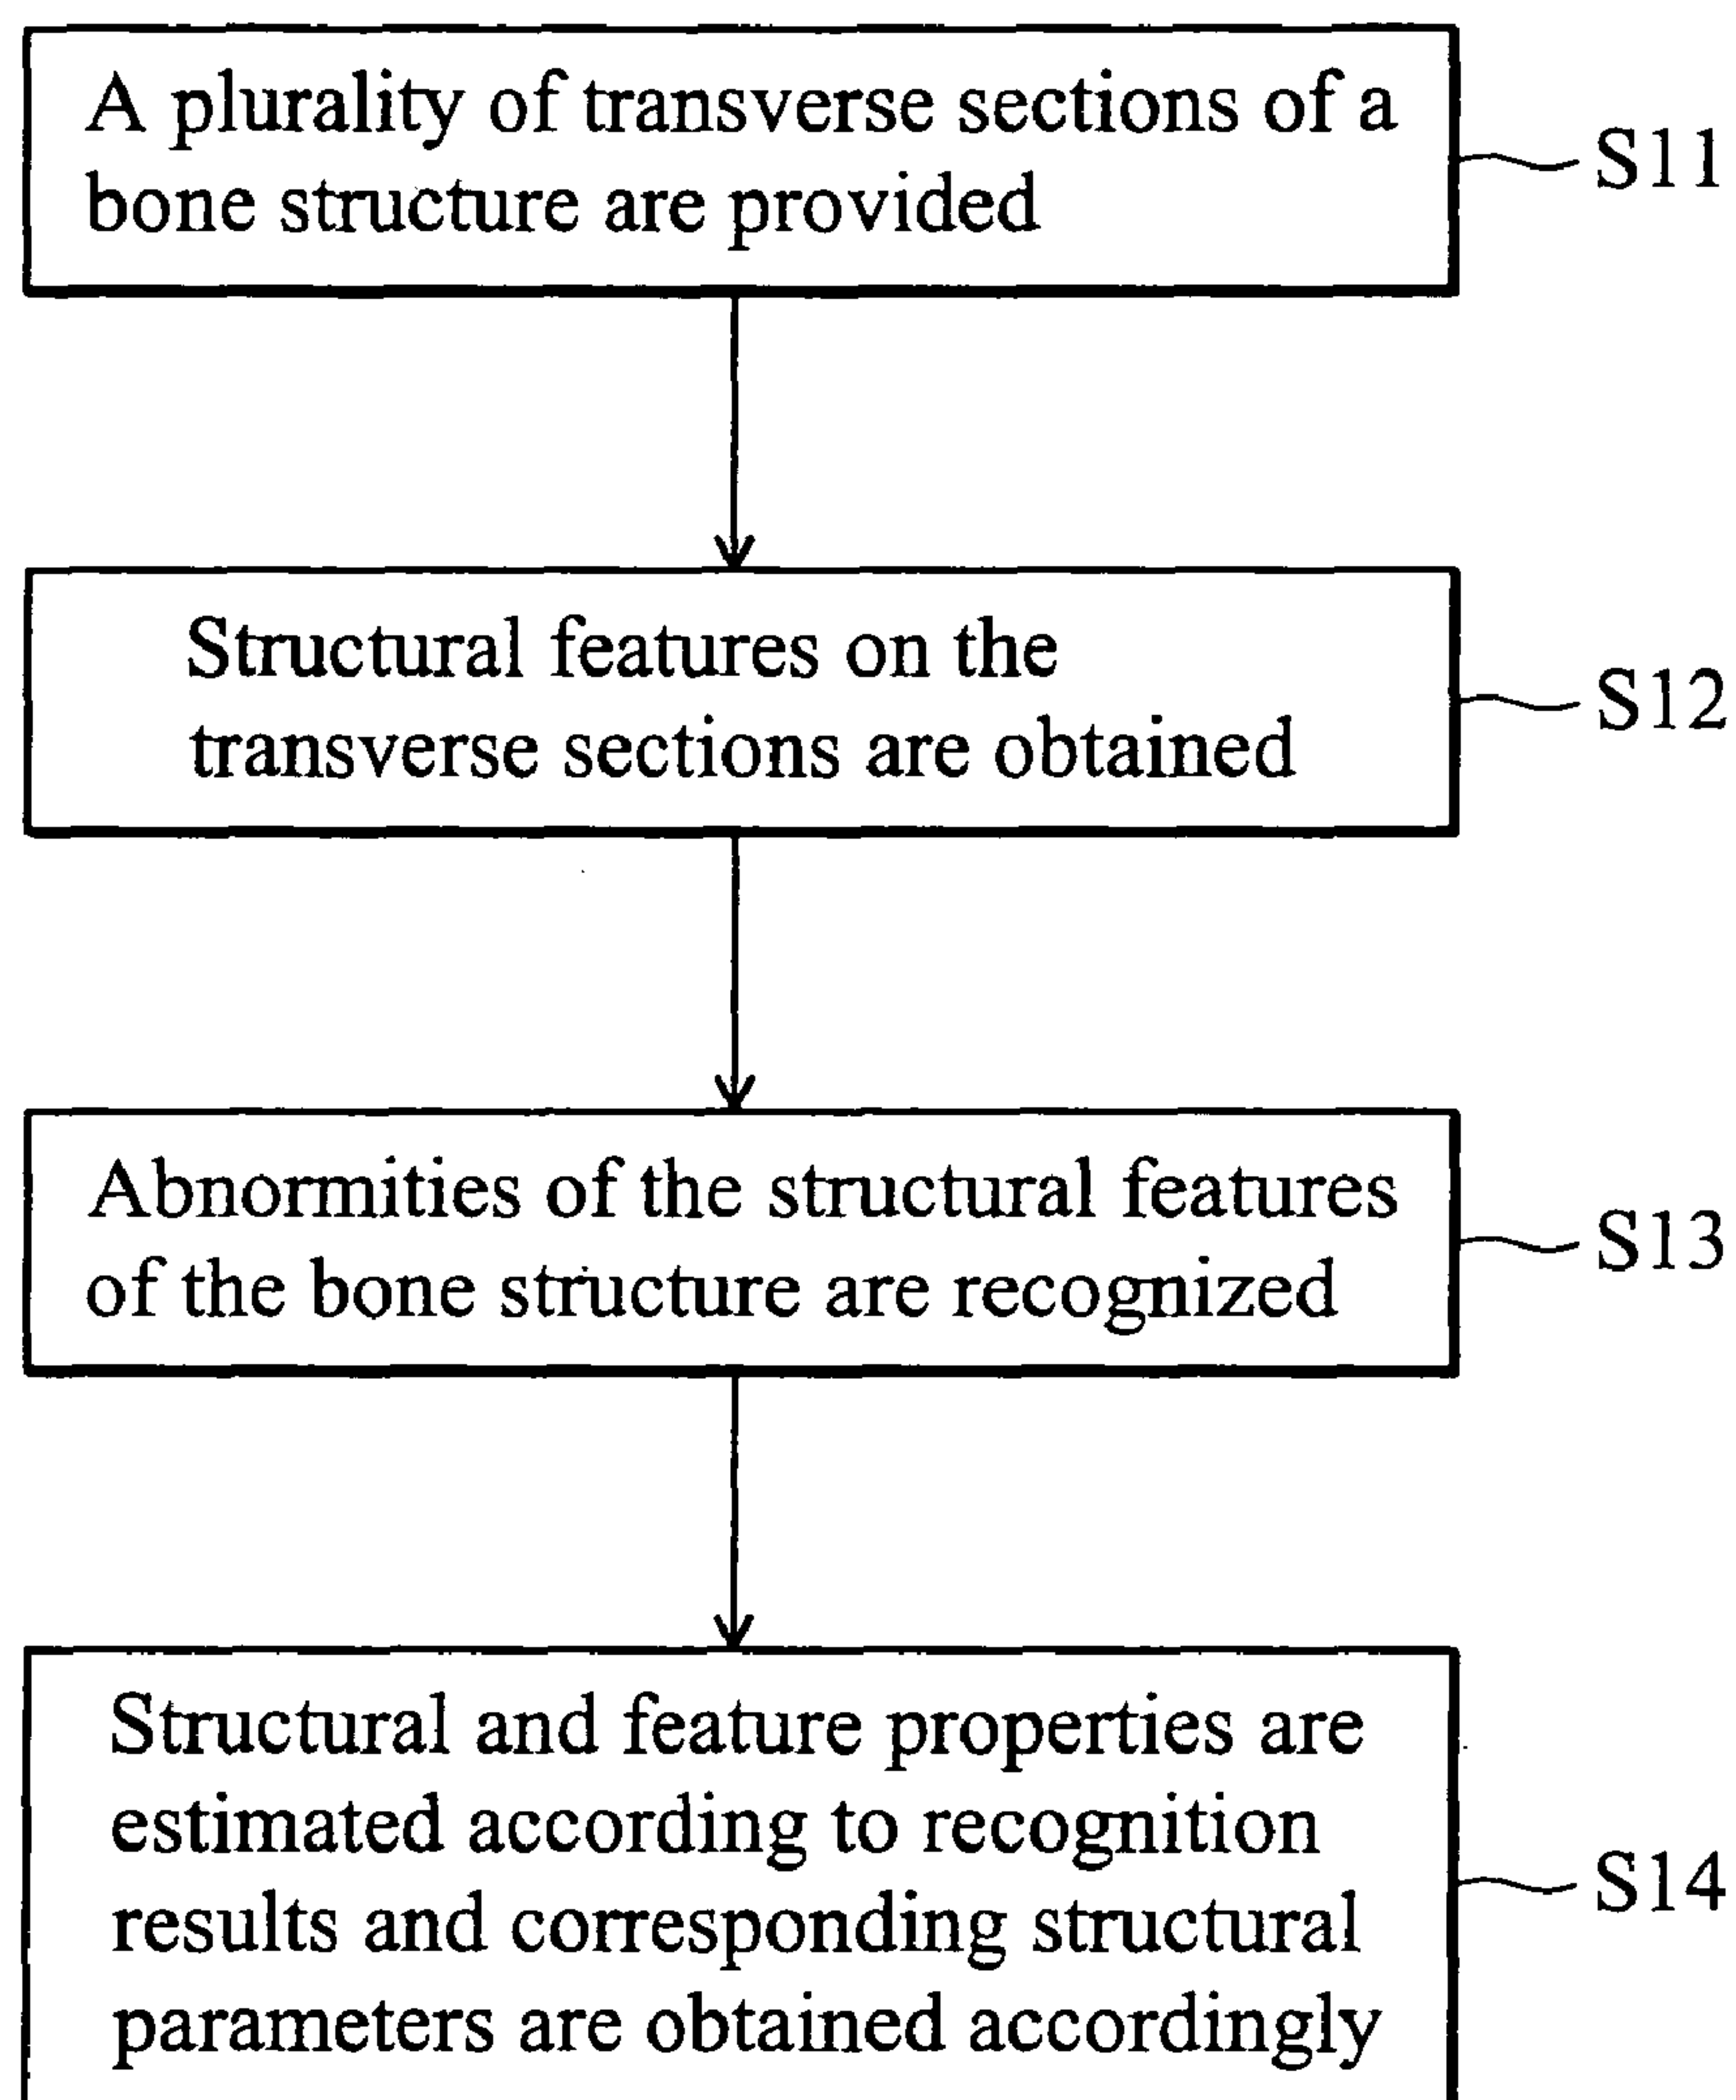 A plurality of transverse sections of a
bone structure are provided
S11
Structural features on the
transverse sections are obtained
S12
Abnormities of the structural features
of the bone structure are recognized
S13
Structural and feature properties are
estimated according to recognition
results and corresponding structural
parameters are obtained accordingly
S14